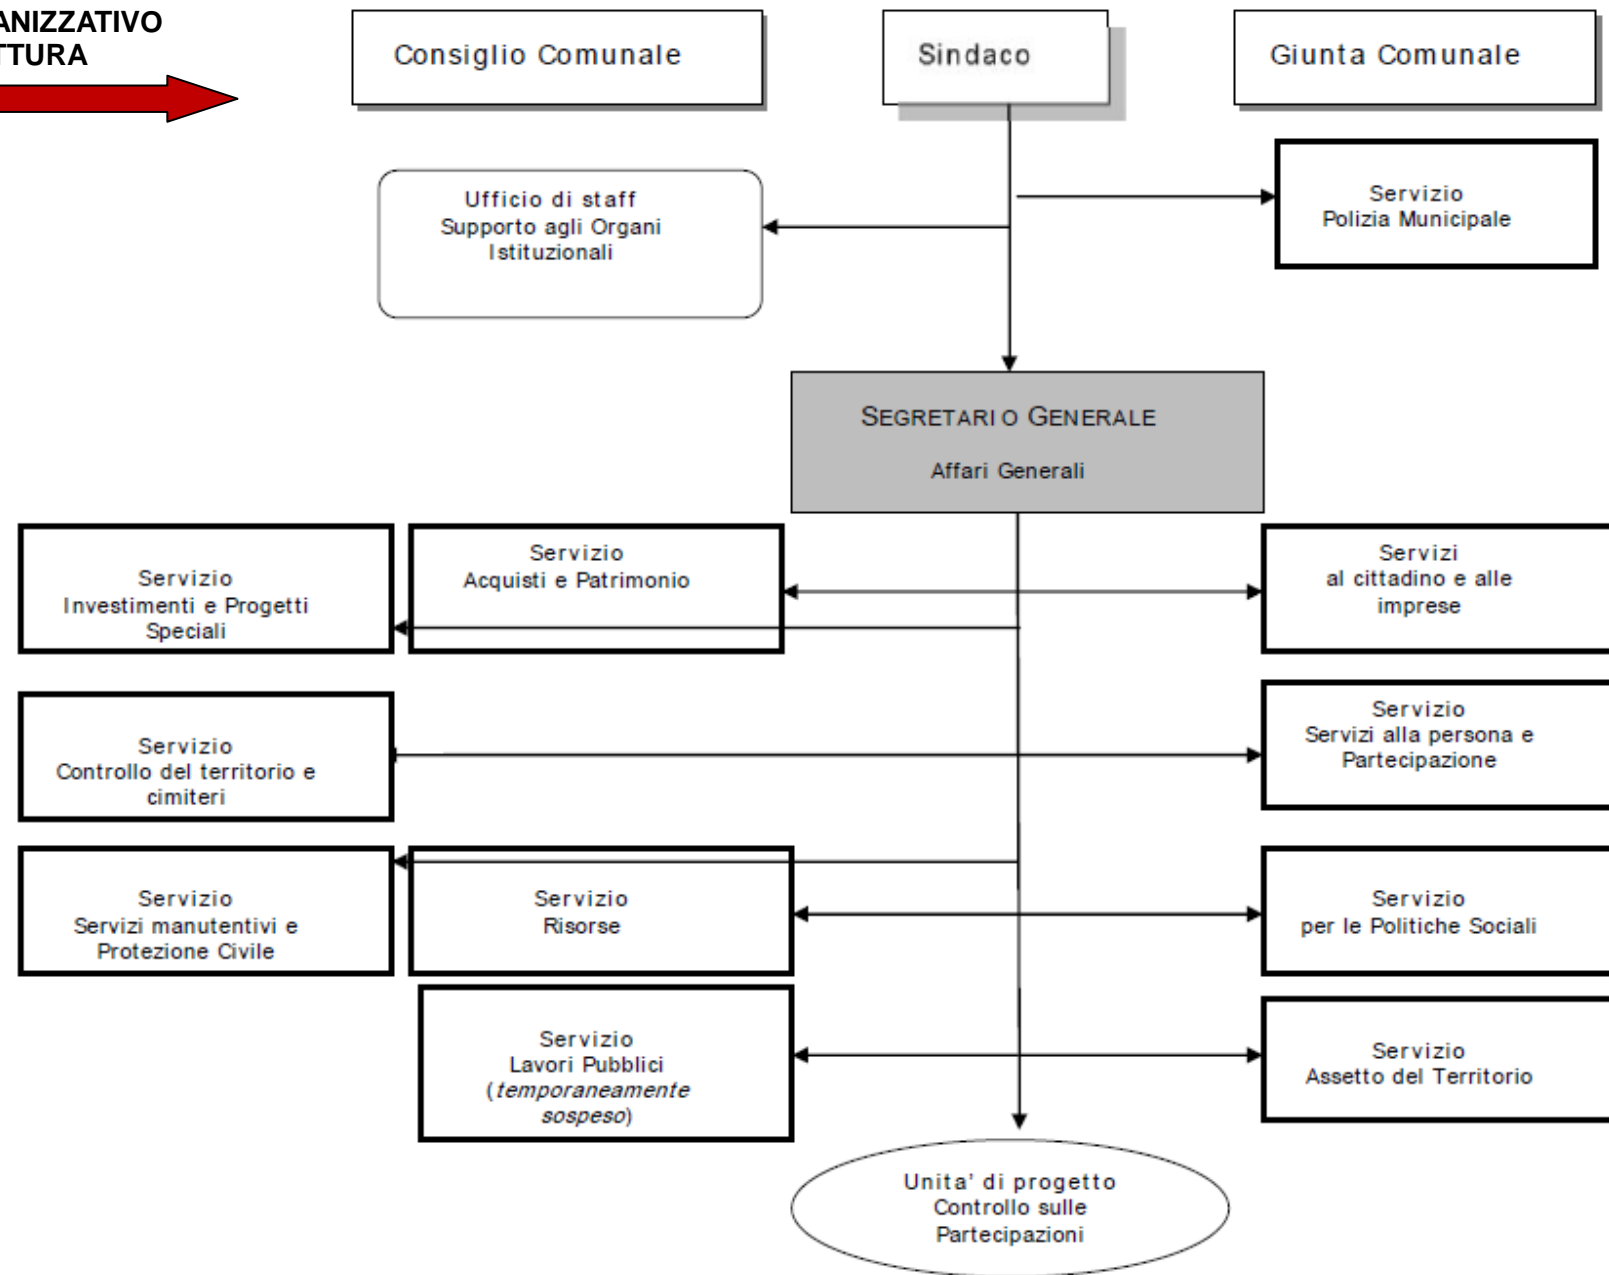 ANIZZATIVO
TTURA
Consiglio Comunale
Sindaco
Giunta Comunale
Ufficio di staff
Supporto agli Organi
Istituzionali
Servizio
Polizia Municipale
SEGRETARIO GENERALE
Affari Generali
Servizio
Investimenti e Progetti
Speciali
Servizio
Acquisti e Patrimonio
Servizi
al cittadino e alle
imprese
Servizio
Controllo del territorio e
cimiteri
Servizio
Servizi alla persona e
Partecipazione
Servizio
Servizi manutentivi e
Protezione Civile
Servizio
Risorse
Servizio
per le Politiche Sociali
Servizio
Lavori Pubblici
(temporaneamente
sospeso)
Servizio
Assetto del Territorio
Unita' di progetto
Controllo sulle
Partecipazioni